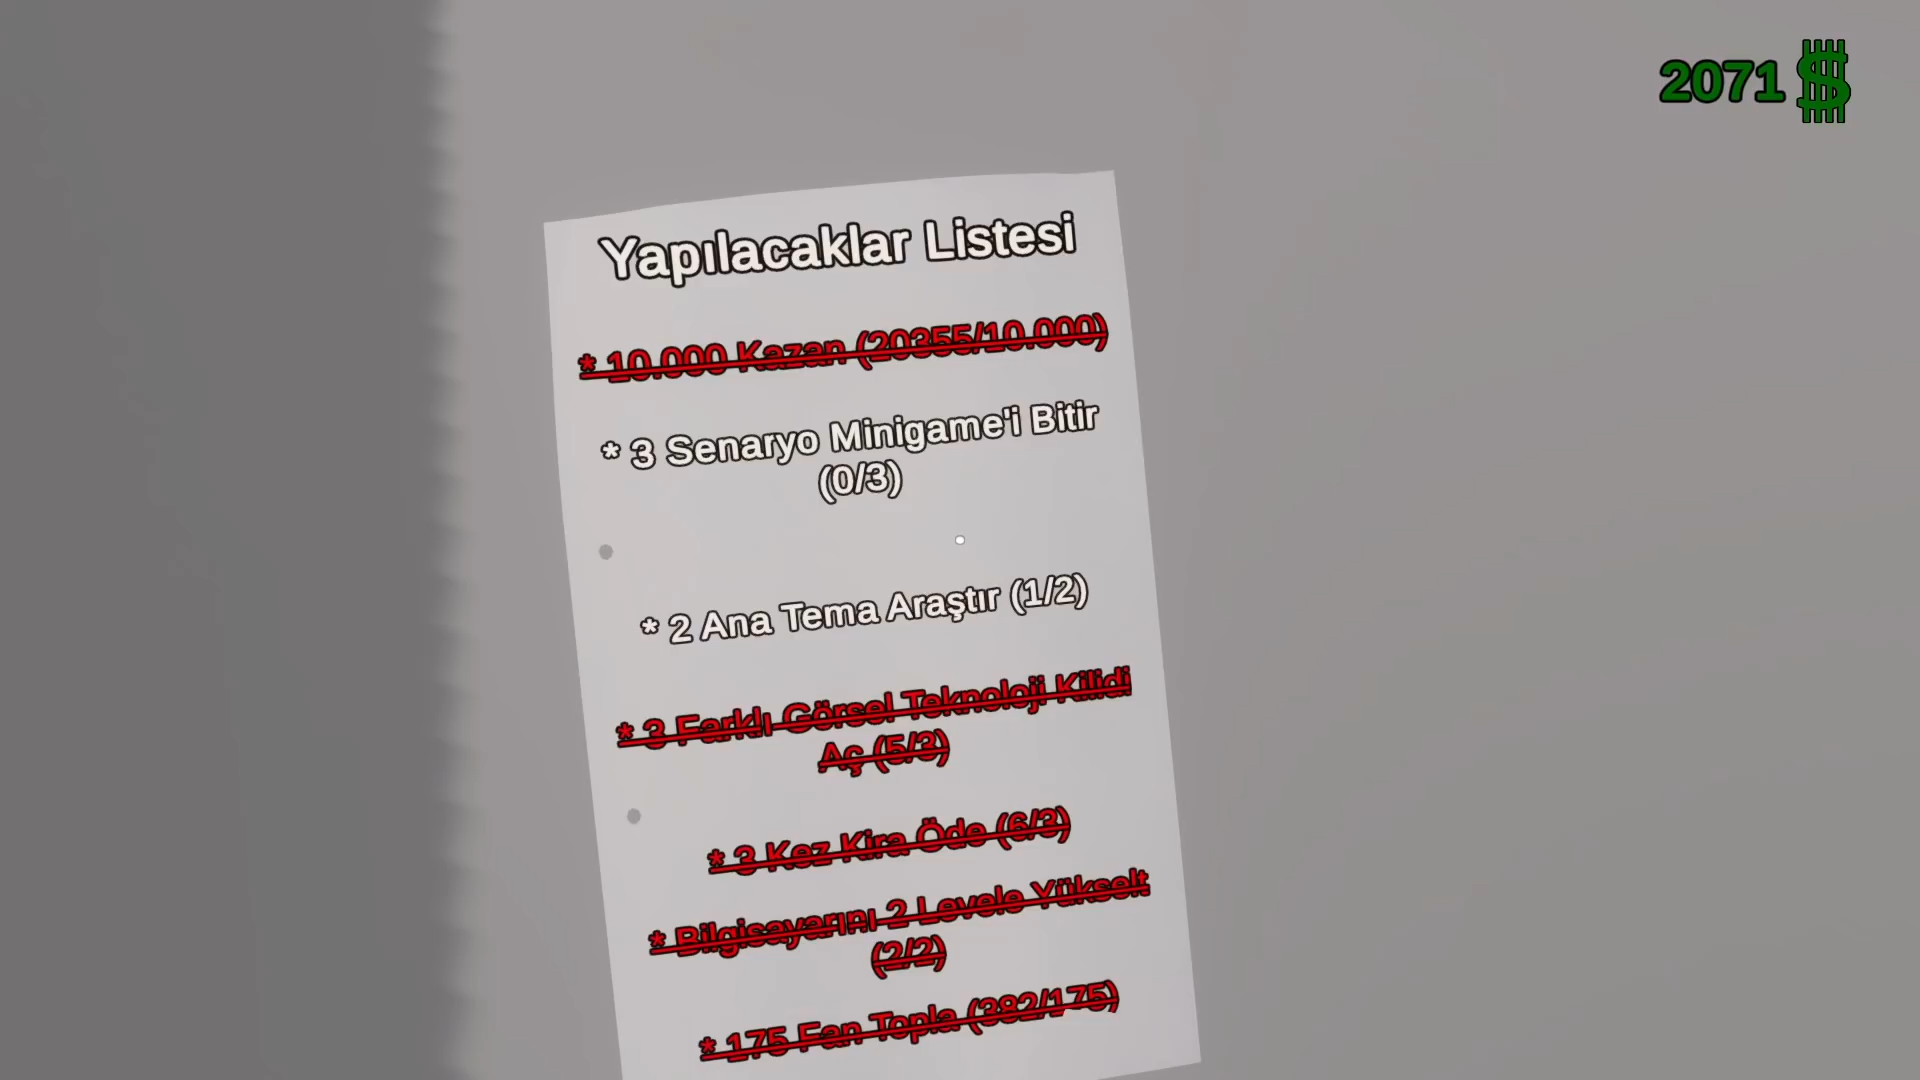 2071 $
Yapılacaklar Listesi
* 10.000 Kazan (20355/10.000)
* 3 Senaryo Minigame'i Bitir
(0/3)
* 2 Ana Tema Araştır (1/2)
* 3 Farklı Görsel Teknoloji Kilidi
Aç (5/3)
* 3 Kez Kira Öde (6/3)
* Bilgisayarını 2 Levele Yükselt
(2/2)
* 175 Fan Topla (382/175)